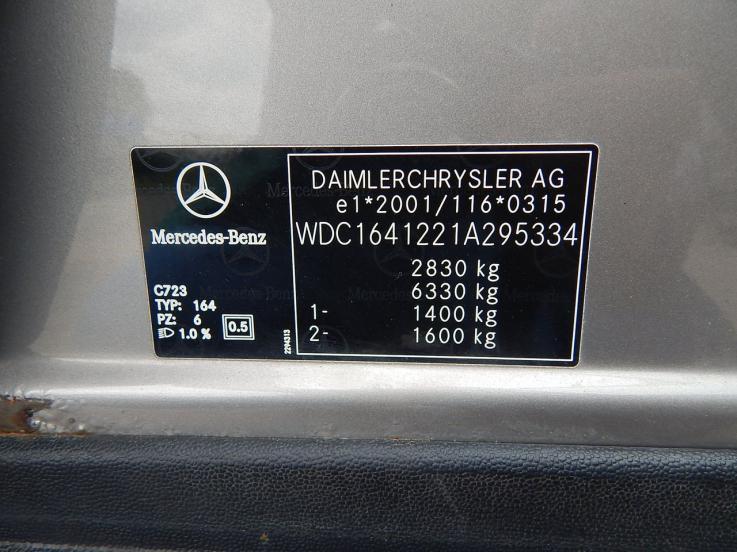 Mercedes-Benz
C723
TYP: 164
PZ: 6
1.0 %
0.5
2294313
DAIMLERCHRYSLER AG
e1*2001/116*0315
WDC1641221A295334
2830 kg
6330 kg
1- 1400 kg
2- 1600 kg